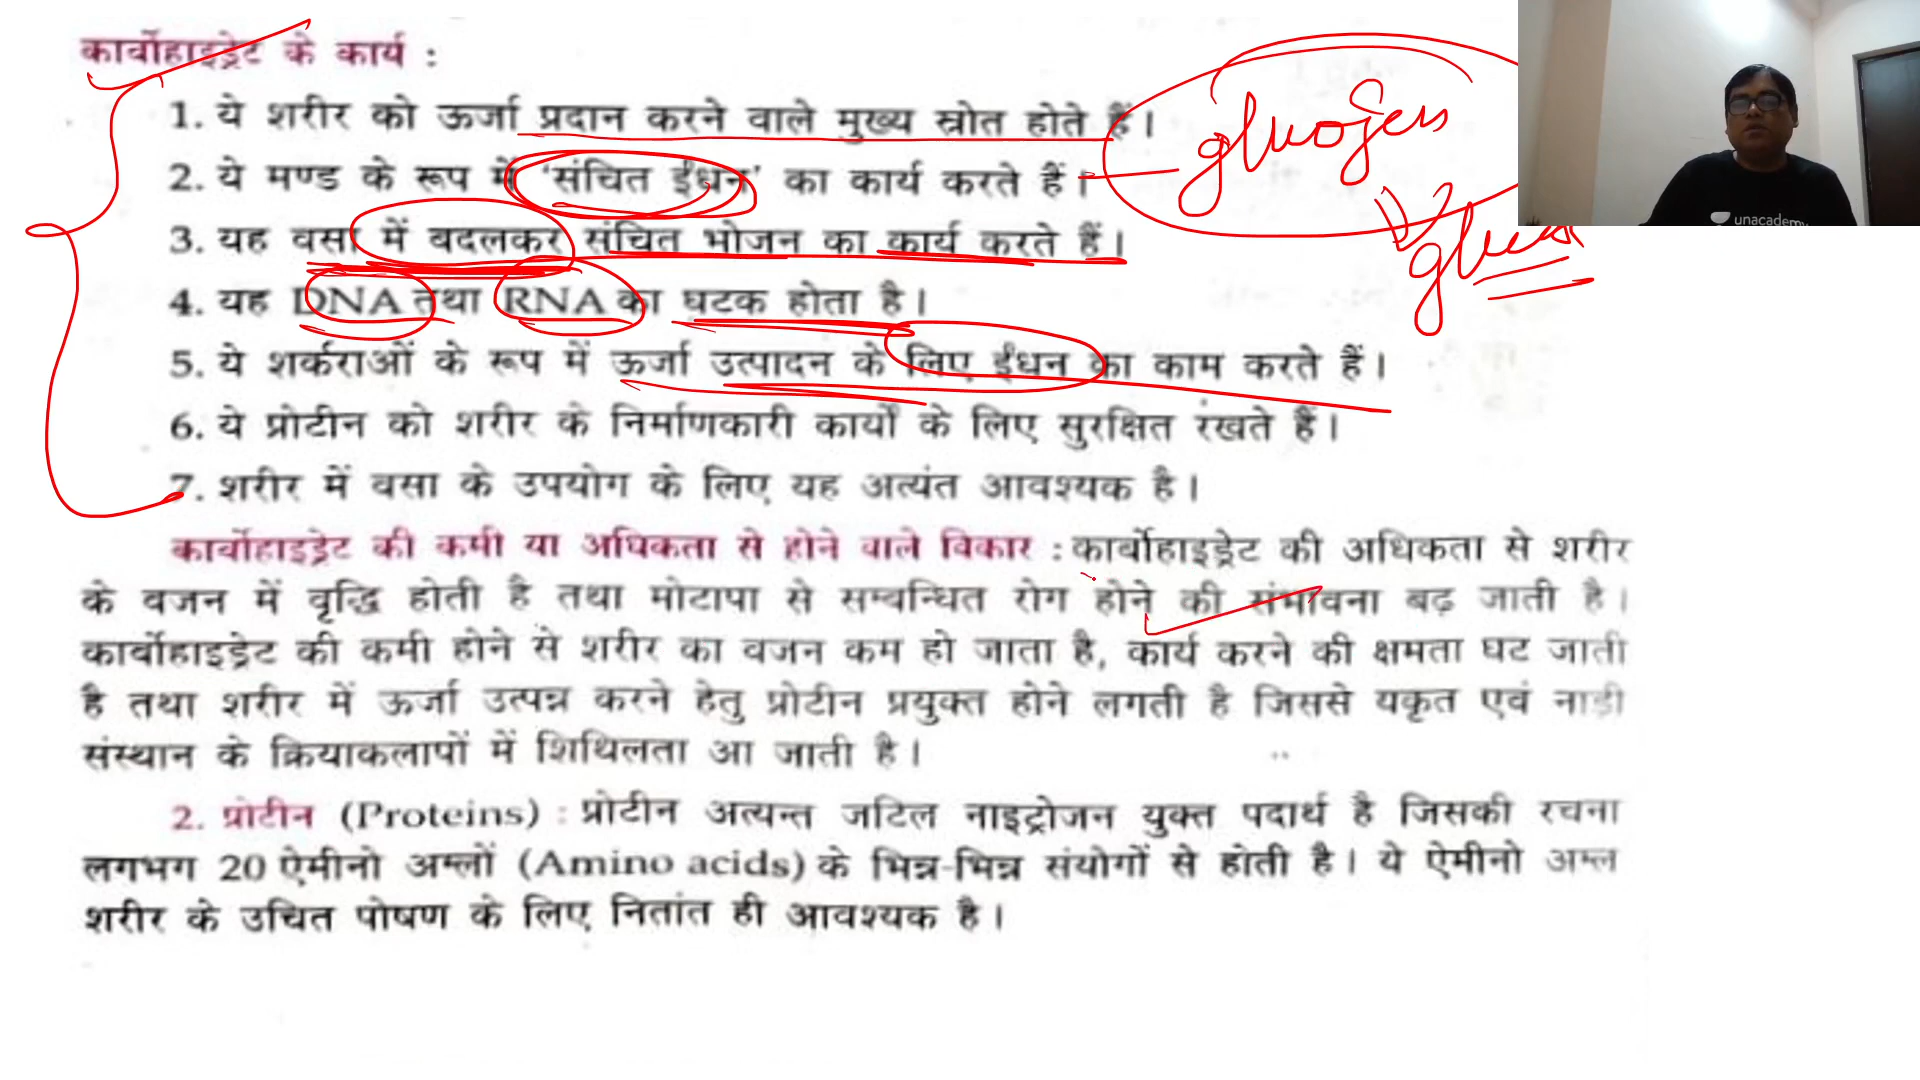 कार्बोहाइड्रेट के कार्य :
1. ये शरीर को ऊर्जा प्रदान करने वाले मुख्य स्रोत होते हैं।
2. ये मण्ड के रूप में 'संचित ईंधन' का कार्य करते हैं।
3. यह वसा में बदलकर संचित भोजन का कार्य करते हैं।
4. यह DNA तथा RNA का घटक होता है।
5. ये शर्कराओं के रूप में ऊर्जा उत्पादन के लिए ईंधन का काम करते हैं।
6. ये प्रोटीन को शरीर के निर्माणकारी कार्यों के लिए सुरक्षित रखते हैं।
7. शरीर में वसा के उपयोग के लिए यह अत्यंत आवश्यक है।
कार्बोहाइड्रेट की कमी या अधिकता से होने वाले विकार : कार्बोहाइड्रेट की अधिकता से शरीर
के वजन में वृद्धि होती है तथा मोटापा से सम्बन्धित रोग होने की संभावना बढ़ जाती है।
कार्बोहाइड्रेट की कमी होने से शरीर का वजन कम हो जाता है, कार्य करने की क्षमता घट जाती
है तथा शरीर में ऊर्जा उत्पन्न करने हेतु प्रोटीन प्रयुक्त होने लगती है जिससे यकृत एवं नाड़ी
संस्थान के क्रियाकलापों में शिथिलता आ जाती है।
2. प्रोटीन (Proteins) : प्रोटीन अत्यन्त जटिल नाइट्रोजन युक्त पदार्थ है जिसकी रचना
लगभग 20 ऐमीनो अम्लों (Amino acids) के भिन्न-भिन्न संयोगों से होती है। ये ऐमीनो अम्ल
शरीर के उचित पोषण के लिए नितांत ही आवश्यक है।
unacademy